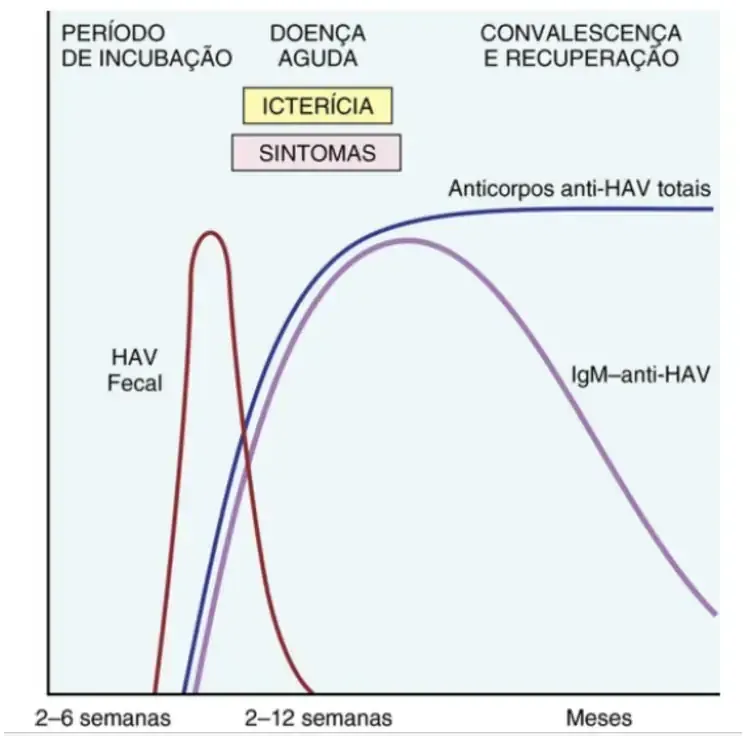 PERÍODO
DE INCUBAÇÃO
DOENÇA
AGUDA
CONVALESCENÇA
E RECUPERAÇÃO
ICTERÍCIA
SINTOMAS
Anticorpos anti-HAV totais
HAV
Fecal
IgM–anti-HAV
2–6 semanas
2–12 semanas
Meses